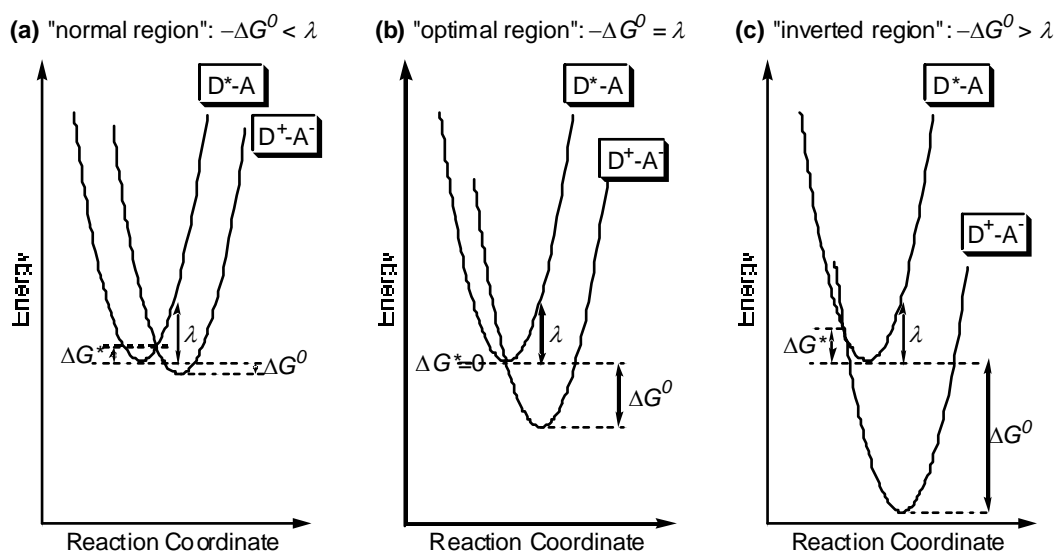 (a) "normal region": −ΔG⁰ < λ
D*-A
D⁺-A⁻
Energy
λ
ΔG*
ΔG⁰
Reaction Coordinate
(b) "optimal region": −ΔG⁰ = λ
D*-A
D⁺-A⁻
Energy
λ
ΔG*=0
ΔG⁰
Reaction Coordinate
(c) "inverted region": −ΔG⁰ > λ
D*-A
D⁺-A⁻
Energy
λ
ΔG*
ΔG⁰
Reaction Coordinate